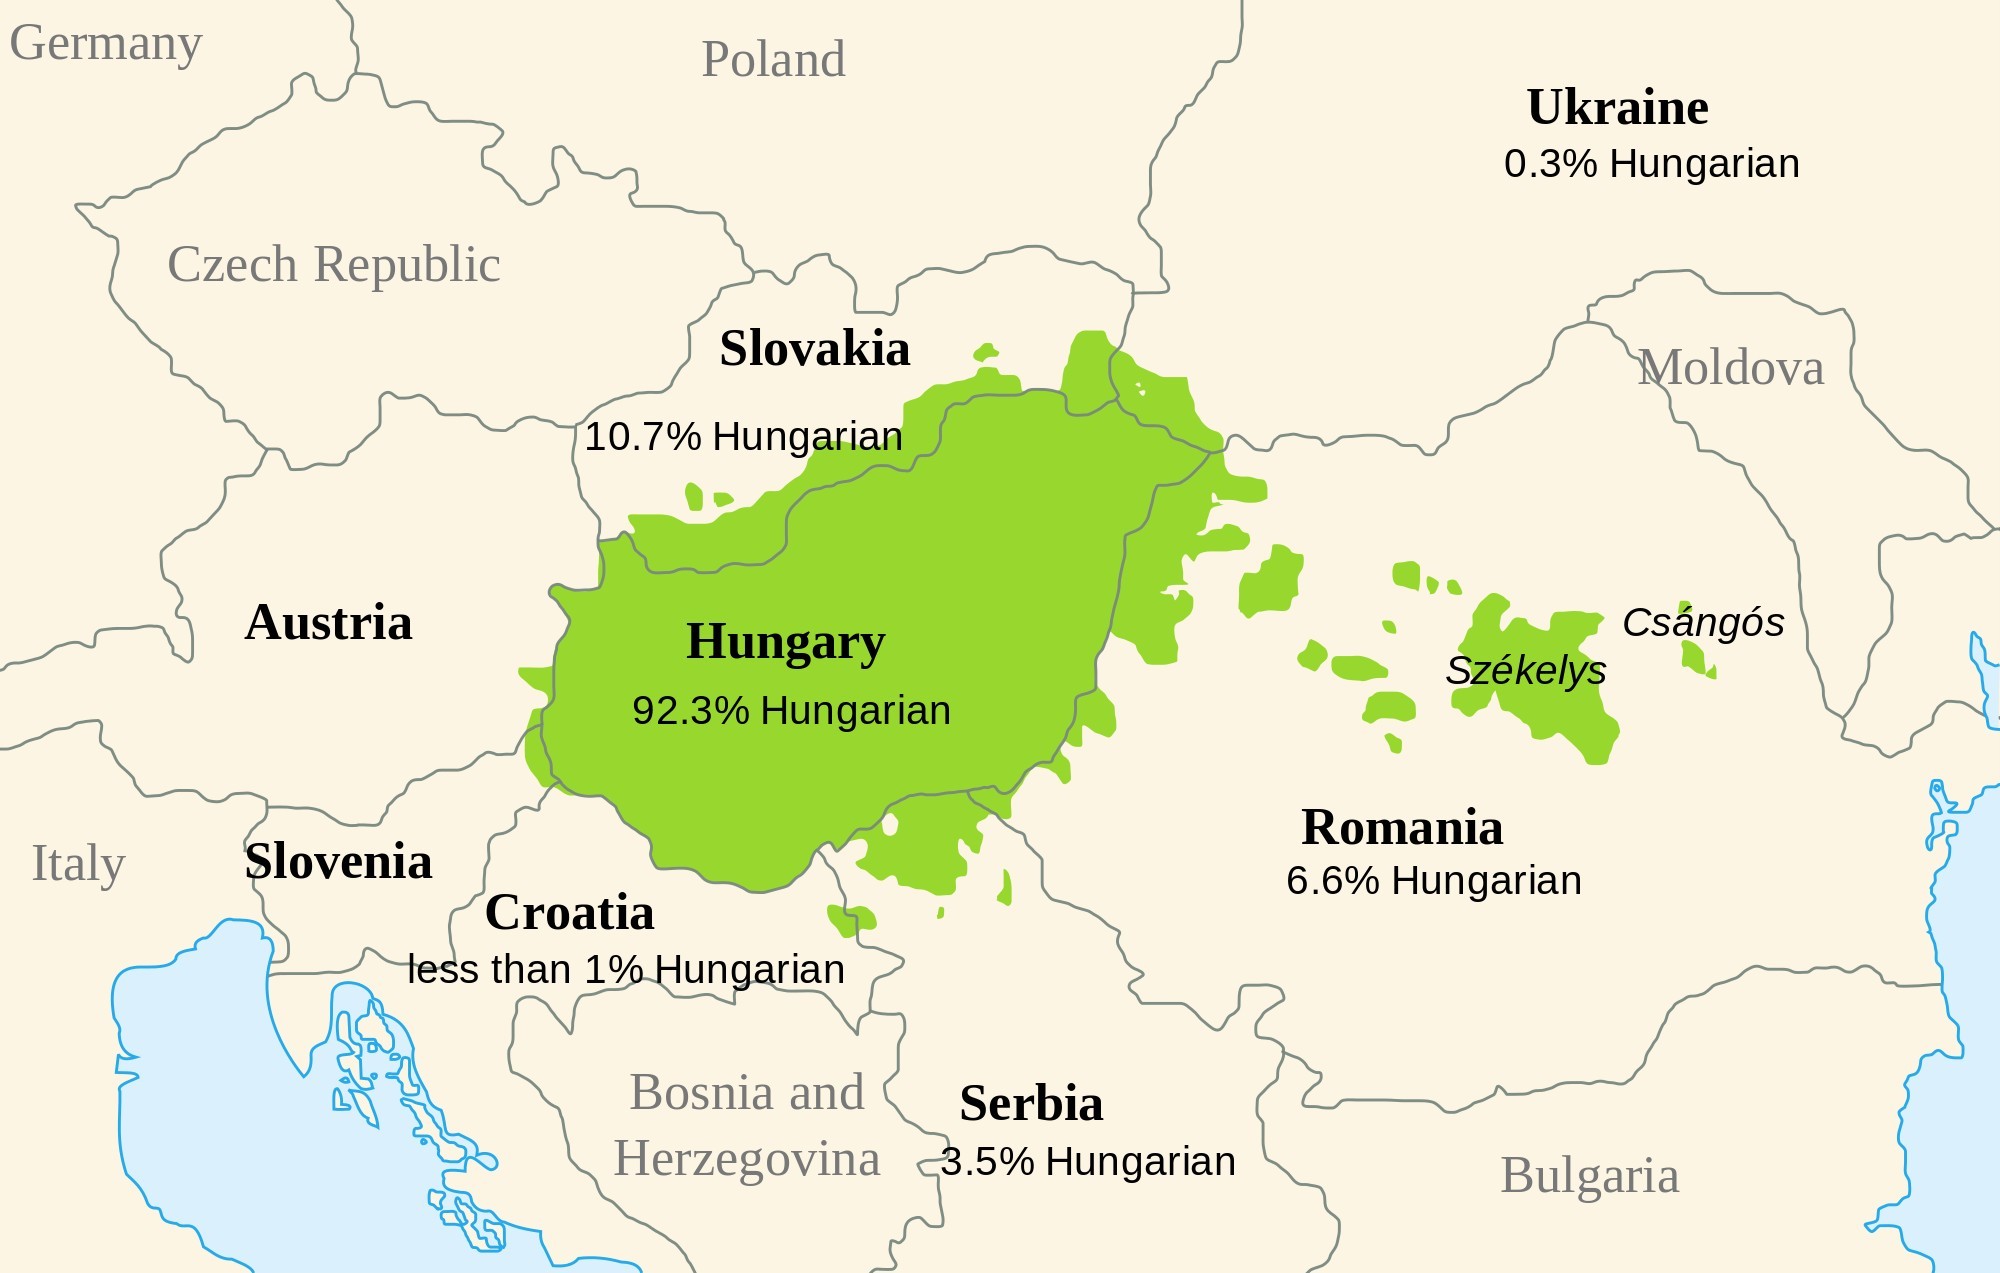 Germany
Poland
Ukraine
0.3% Hungarian
Czech Republic
Slovakia
10.7% Hungarian
Moldova
Austria
Hungary
92.3% Hungarian
Csángós
Székelys
Romania
6.6% Hungarian
Italy
Slovenia
Croatia
less than 1% Hungarian
Bosnia and
Herzegovina
Serbia
3.5% Hungarian
Bulgaria